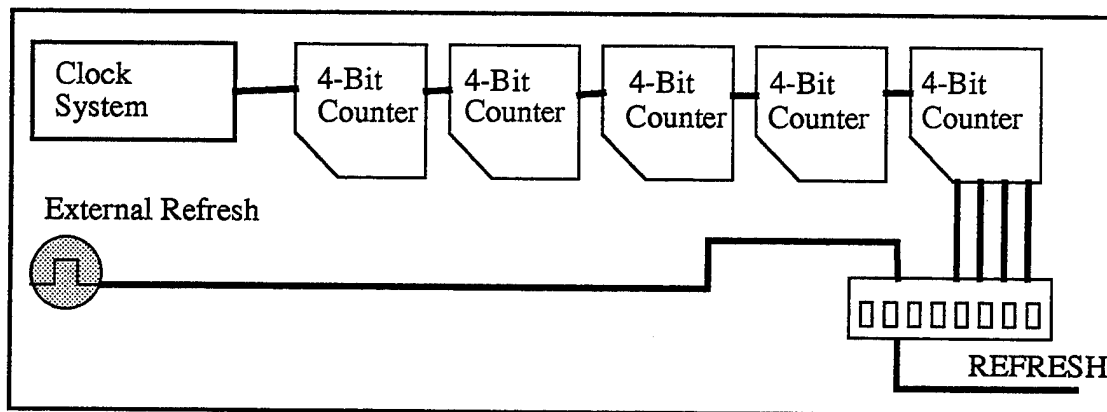 Clock
System
4-Bit
Counter
4-Bit
Counter
4-Bit
Counter
4-Bit
Counter
4-Bit
Counter
External Refresh
REFRESH